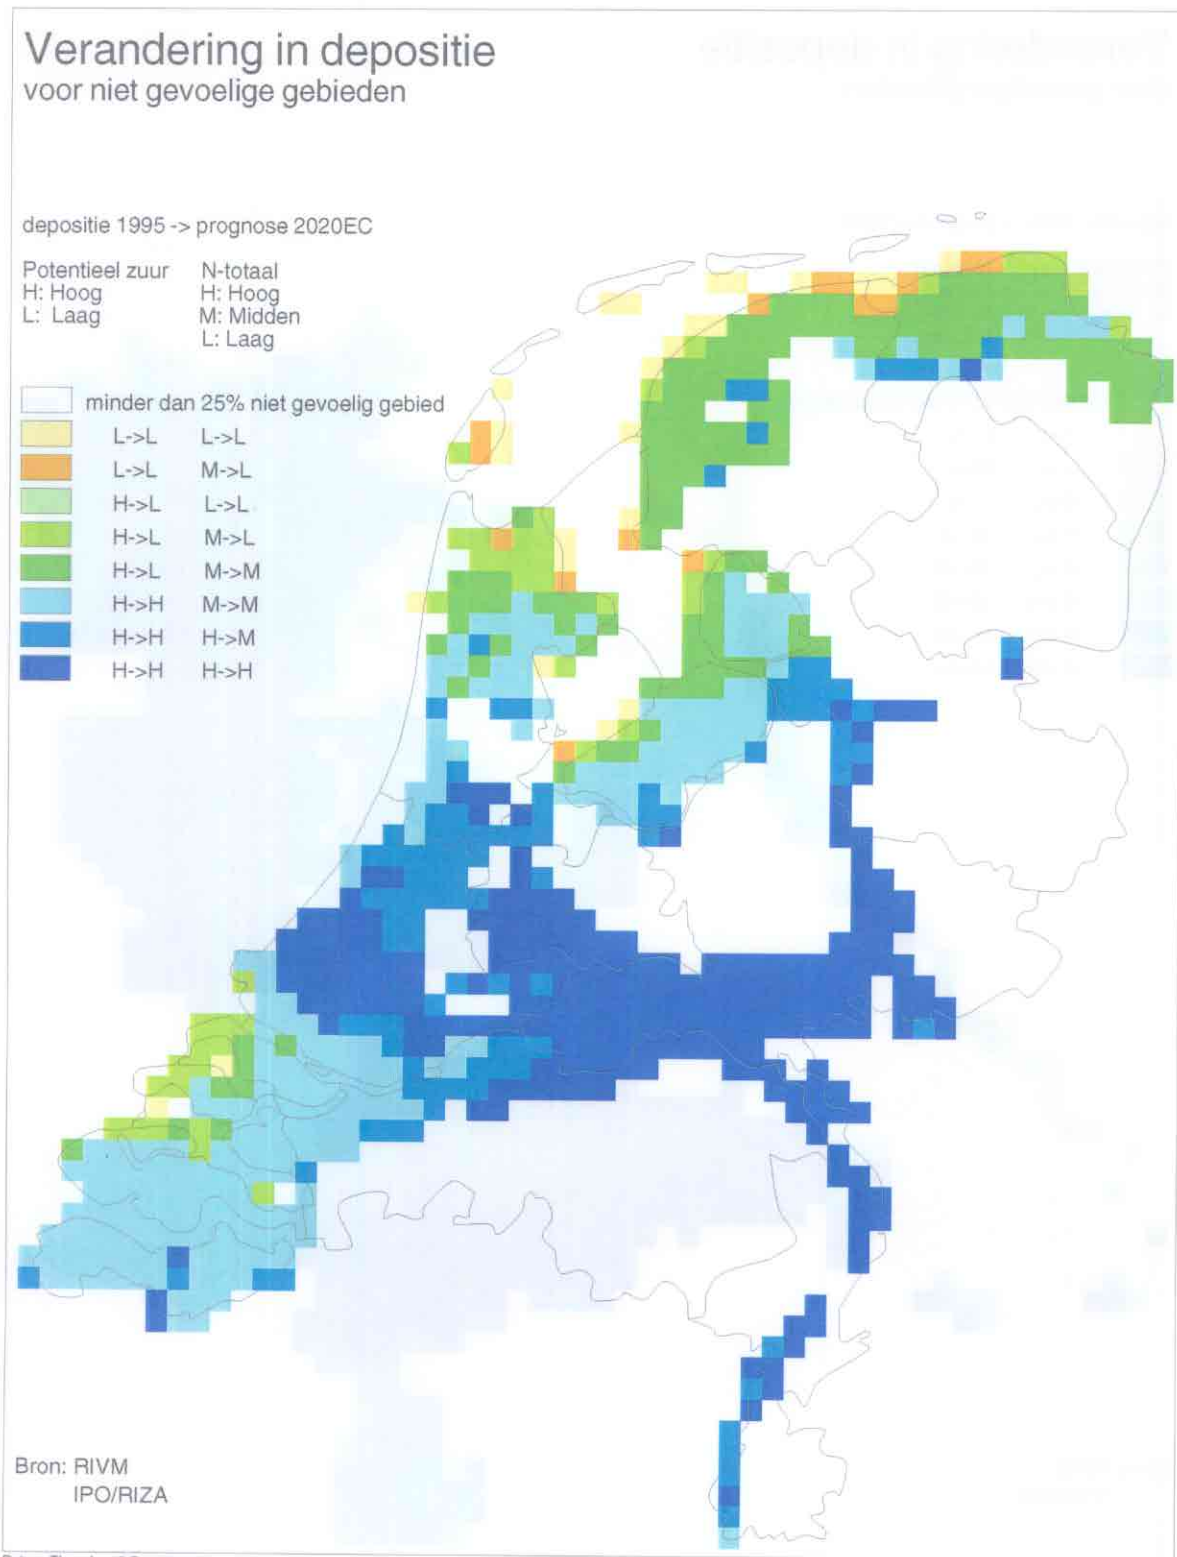 Verandering in depositie
voor niet gevoelige gebieden
depositie 1995 -> prognose 2020EC
Potentieel zuur N-totaal
H: Hoog H: Hoog
L: Laag M: Midden
L: Laag
minder dan 25% niet gevoelig gebied
L->L L->L
L->L M->L
H->L L->L
H->L M->L
H->L M->M
H->H M->M
H->H H->M
H->H H->H
Bron: RIVM
IPO/RIZA